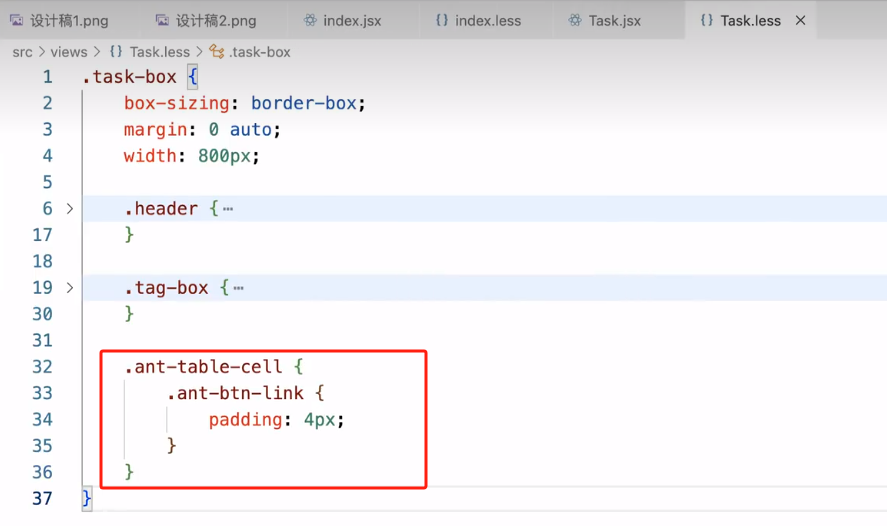 设计稿1.png 设计稿2.png index.jsx {} index.less Task.jsx {} Task.less ×
src > views > {} Task.less > .task-box
1 .task-box {
2 box-sizing: border-box;
3 margin: 0 auto;
4 width: 800px;
5
6 > .header { ⋯
17 }
18
19 > .tag-box { ⋯
30 }
31
32 .ant-table-cell {
33 .ant-btn-link {
34 padding: 4px;
35 }
36 }
37 }